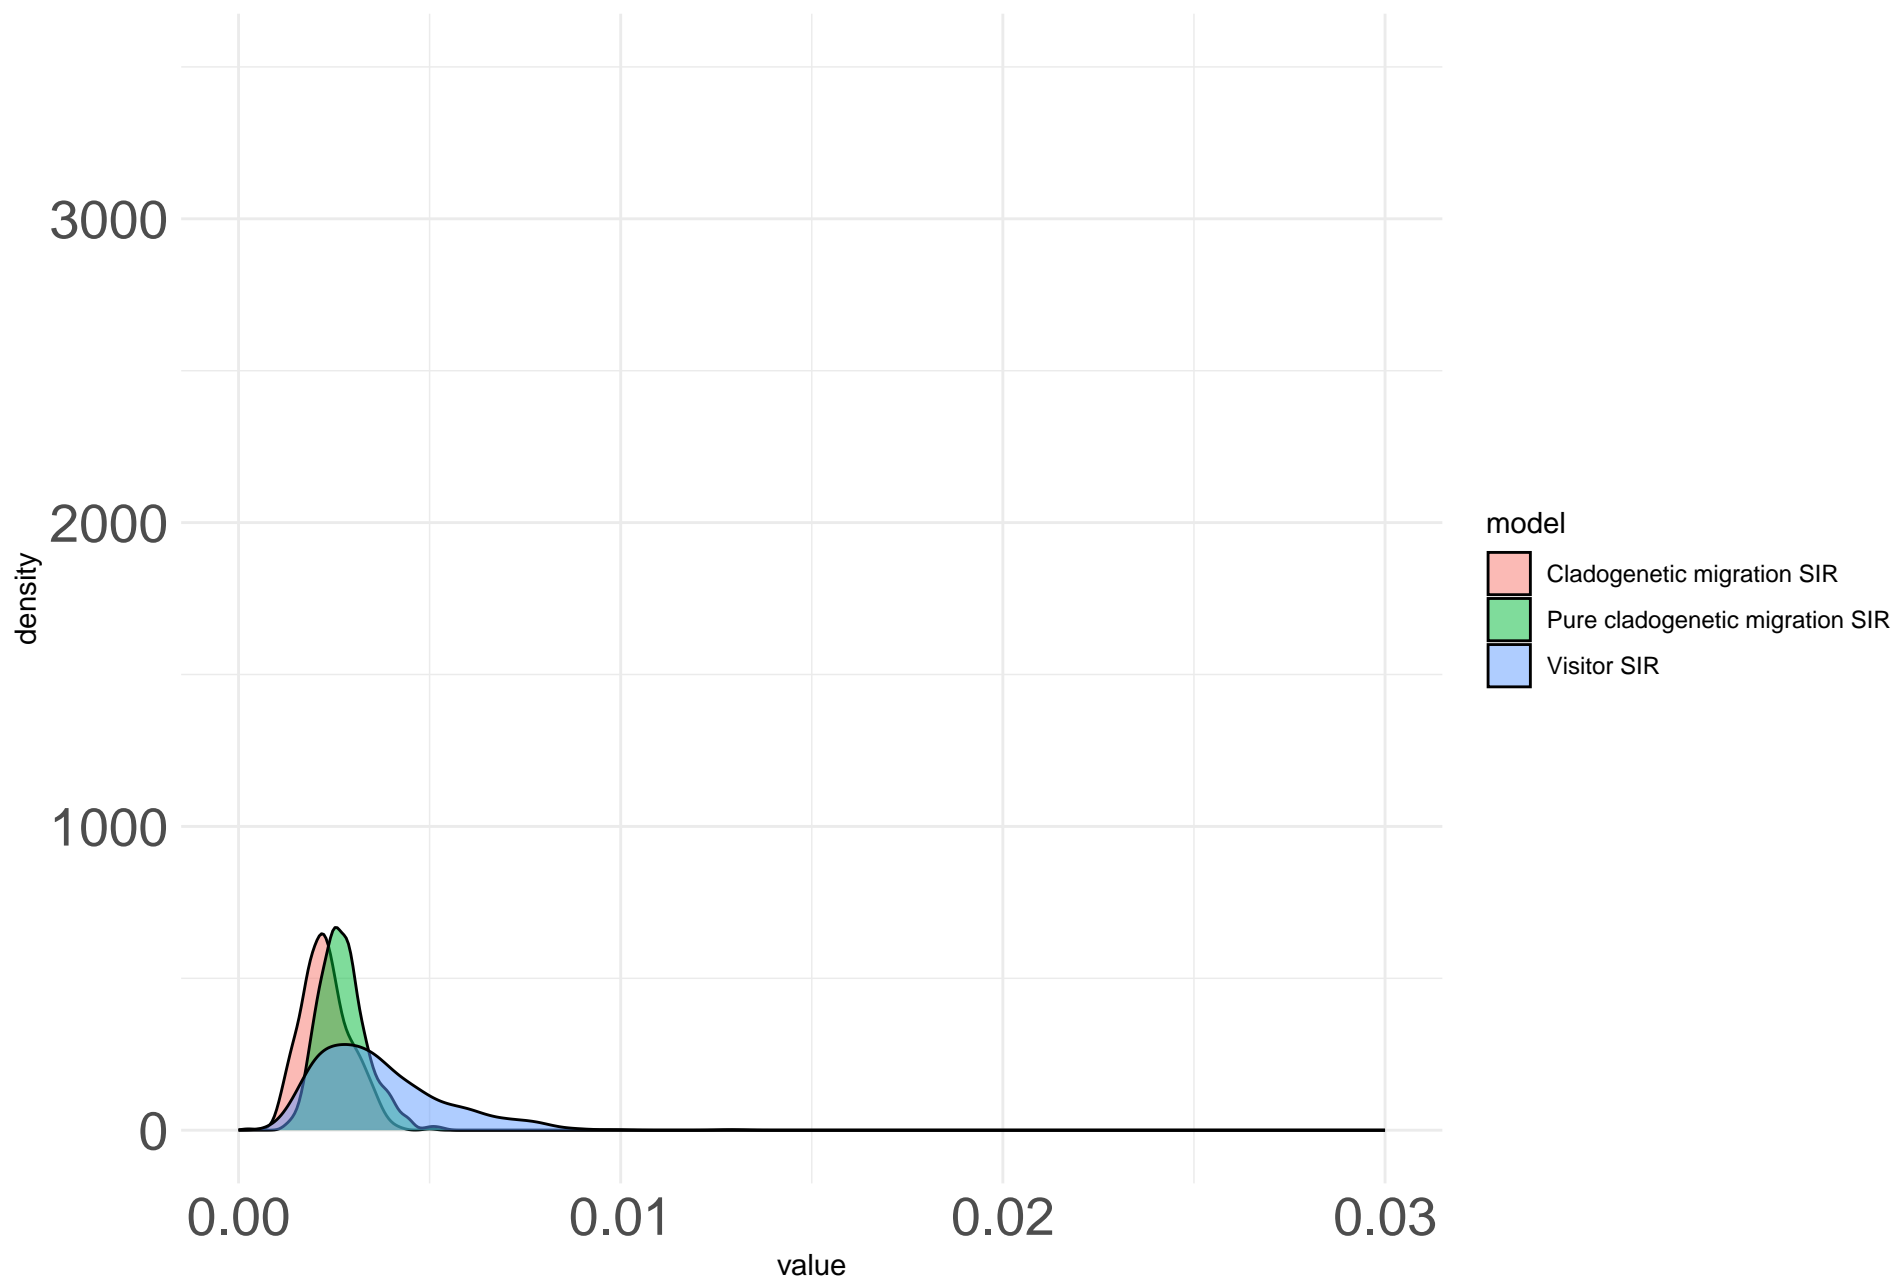 3000
2000
1000
0
density
0.00
0.01
0.02
0.03
value
model
Cladogenetic migration SIR
Pure cladogenetic migration SIR
Visitor SIR